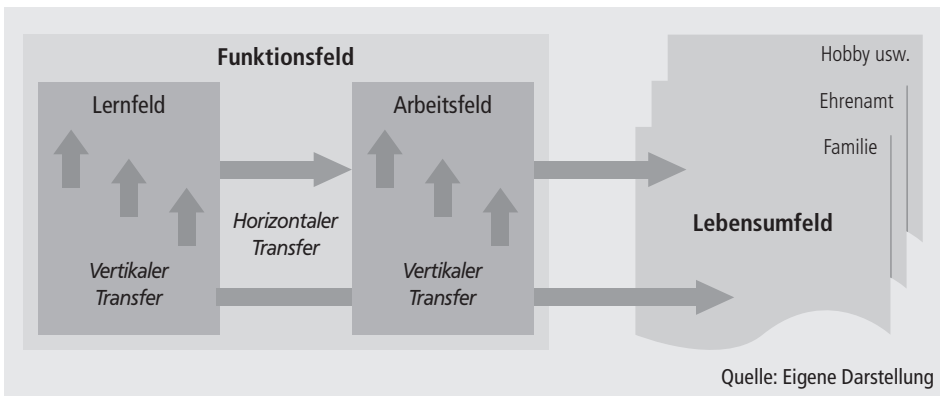 Funktionsfeld
Lernfeld
Vertikaler
Transfer
Horizontaler
Transfer
Arbeitsfeld
Vertikaler
Transfer
Hobby usw.
Ehrenamt
Familie
Lebensumfeld
Quelle: Eigene Darstellung